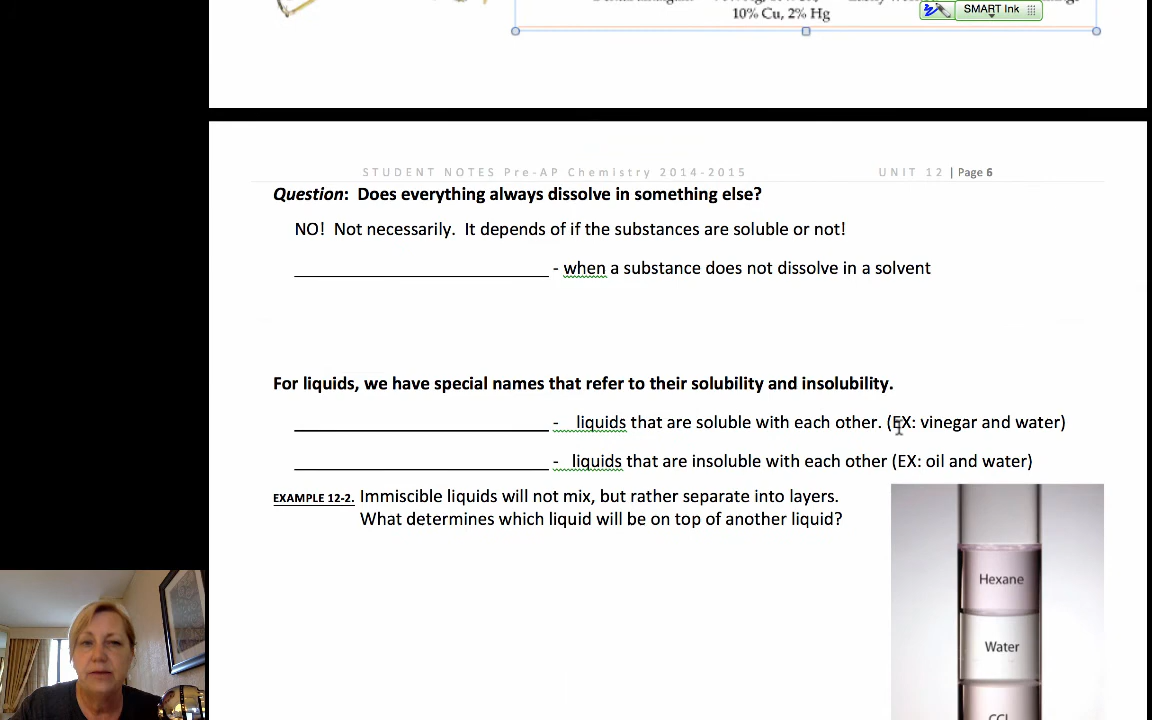 10% Cu, 2% Hg
SMART Ink
STUDENT NOTES Pre-AP Chemistry 2014-2015 UNIT 12 | Page 6
Question: Does everything always dissolve in something else?
NO! Not necessarily. It depends of if the substances are soluble or not!
____________________________ - when a substance does not dissolve in a solvent
For liquids, we have special names that refer to their solubility and insolubility.
____________________________ - liquids that are soluble with each other. (EX: vinegar and water)
____________________________ - liquids that are insoluble with each other (EX: oil and water)
EXAMPLE 12-2. Immiscible liquids will not mix, but rather separate into layers.
What determines which liquid will be on top of another liquid?
Hexane
Water